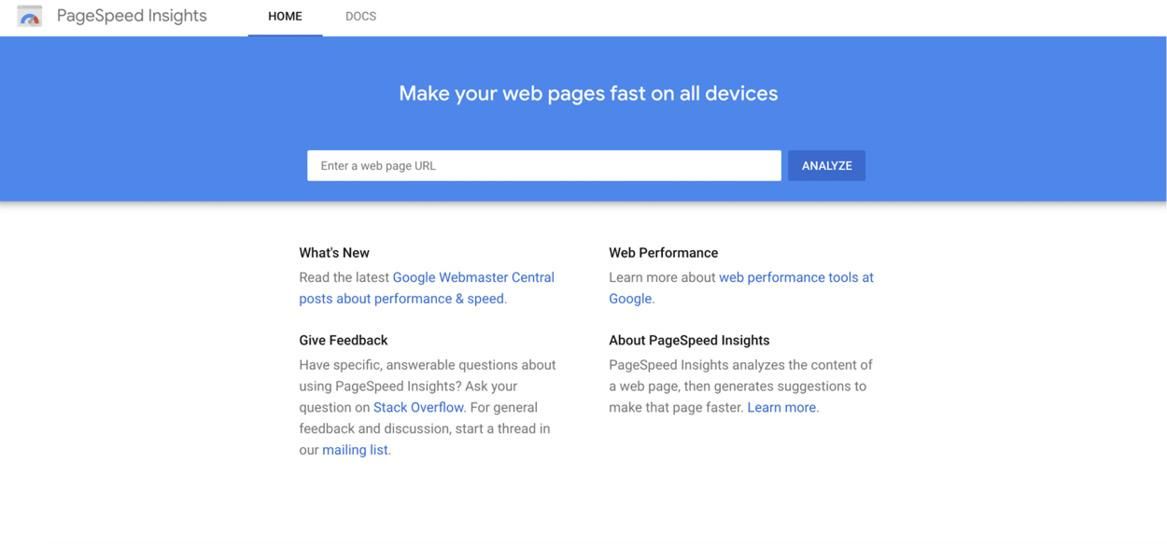 PageSpeed Insights
HOME
DOCS
Make your web pages fast on all devices
Enter a web page URL
ANALYZE
What's New
Read the latest Google Webmaster Central
posts about performance & speed.
Give Feedback
Have specific, answerable questions about
using PageSpeed Insights? Ask your
question on Stack Overflow. For general
feedback and discussion, start a thread in
our mailing list.
Web Performance
Learn more about web performance tools at
Google.
About PageSpeed Insights
PageSpeed Insights analyzes the content of
a web page, then generates suggestions to
make that page faster. Learn more.